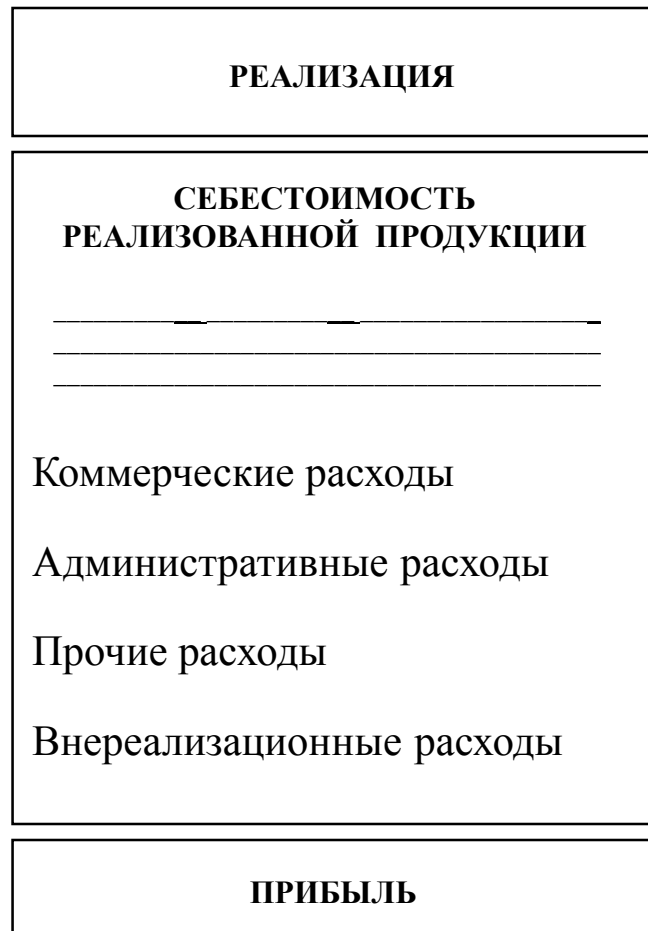 РЕАЛИЗАЦИЯ
СЕБЕСТОИМОСТЬ
РЕАЛИЗОВАННОЙ ПРОДУКЦИИ
Коммерческие расходы
Административные расходы
Прочие расходы
Внереализационные расходы
ПРИБЫЛЬ